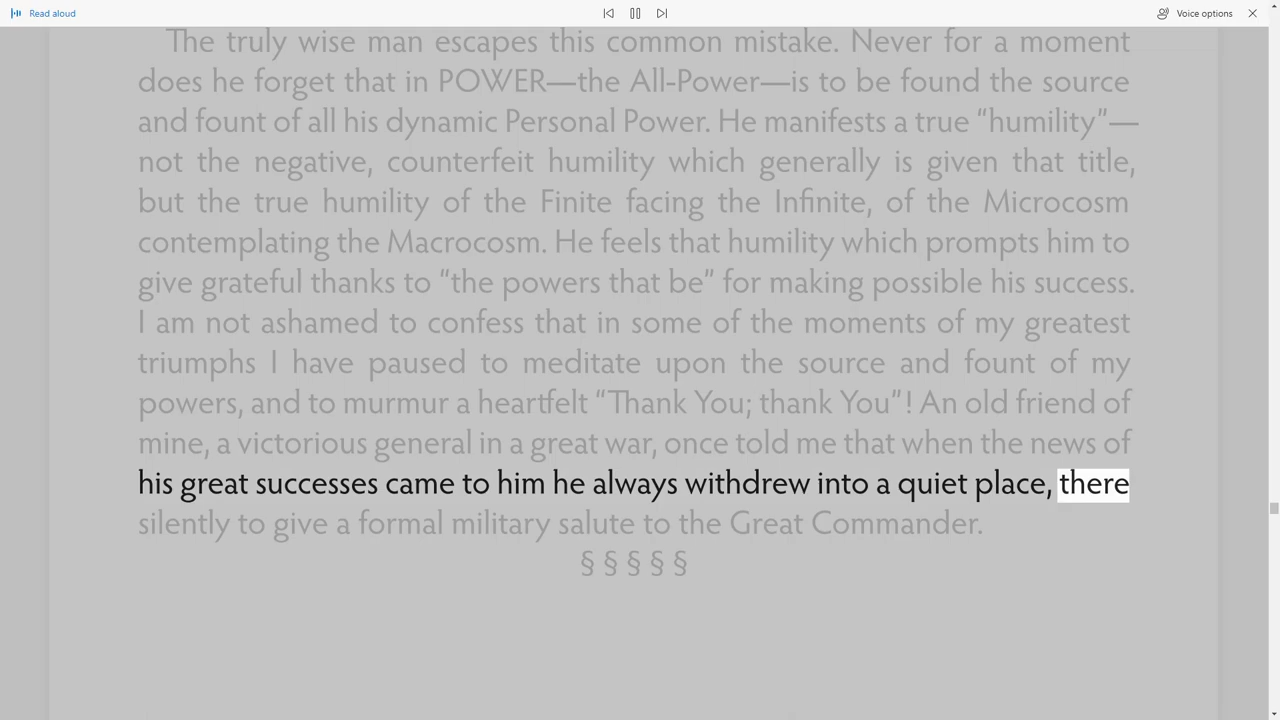 Read aloud
Voice options
The truly wise man escapes this common mistake. Never for a moment
does he forget that in POWER—the All-Power—is to be found the source
and fount of all his dynamic Personal Power. He manifests a true “humility”—
not the negative, counterfeit humility which generally is given that title,
but the true humility of the Finite facing the Infinite, of the Microcosm
contemplating the Macrocosm. He feels that humility which prompts him to
give grateful thanks to “the powers that be” for making possible his success.
I am not ashamed to confess that in some of the moments of my greatest
triumphs I have paused to meditate upon the source and fount of my
powers, and to murmur a heartfelt “Thank You; thank You”! An old friend of
mine, a victorious general in a great war, once told me that when the news of
his great successes came to him he always withdrew into a quiet place, there
silently to give a formal military salute to the Great Commander.
§ § § § §